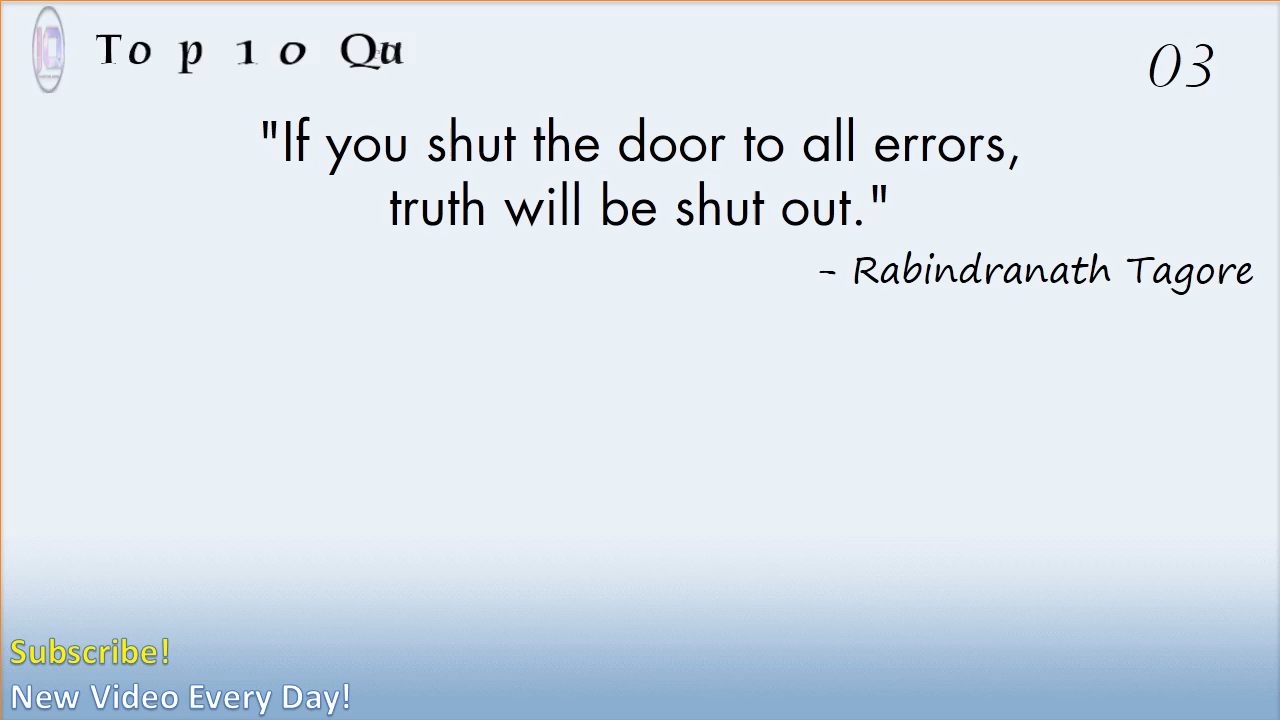 Top 10 Qu
03
"If you shut the door to all errors,
truth will be shut out."
- Rabindranath Tagore
Subscribe!
New Video Every Day!